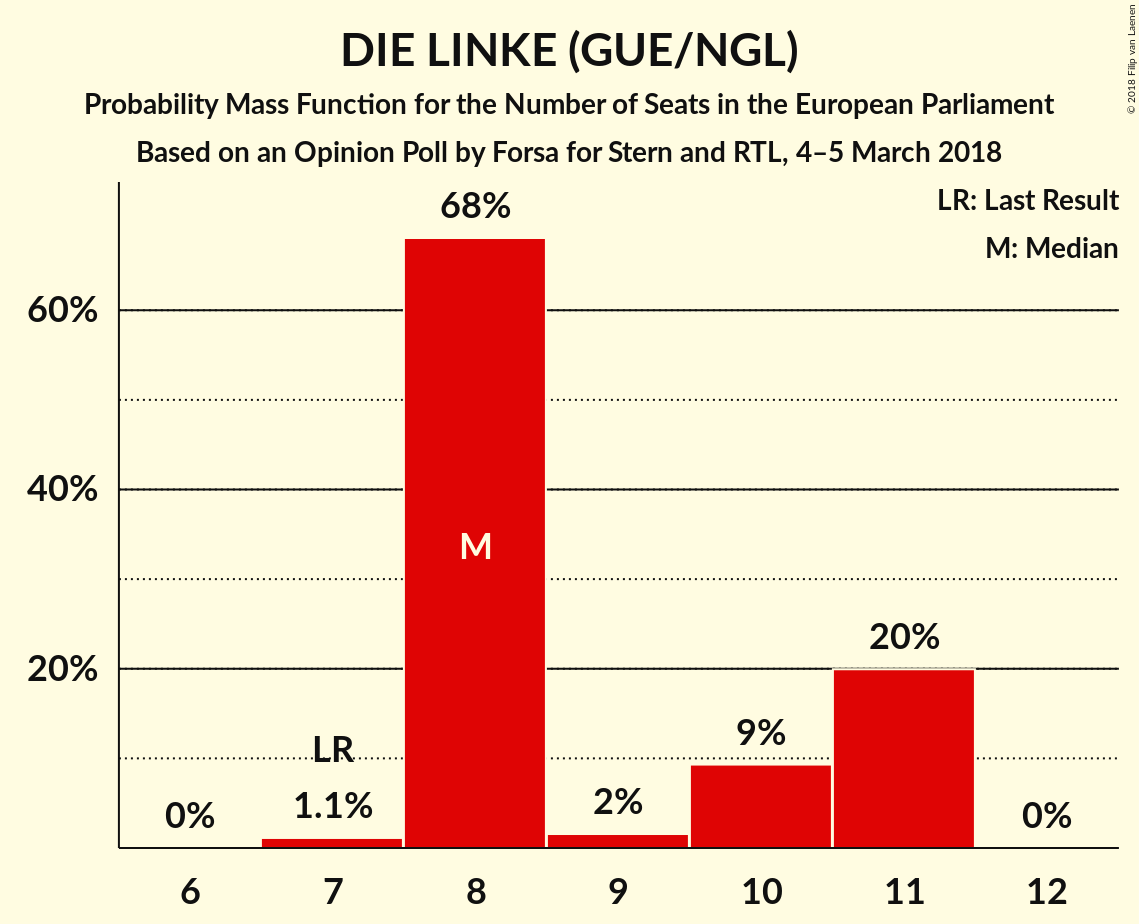 DIE LINKE (GUE/NGL)
Probability Mass Function for the Number of Seats in the European Parliament
Based on an Opinion Poll by Forsa for Stern and RTL, 4–5 March 2018
© 2018 Filip van Laenen
LR: Last Result
M: Median
68%
60%
40%
M
20%
20%
LR
9%
0%
1.1%
2%
0%
6 7 8 9 10 11 12